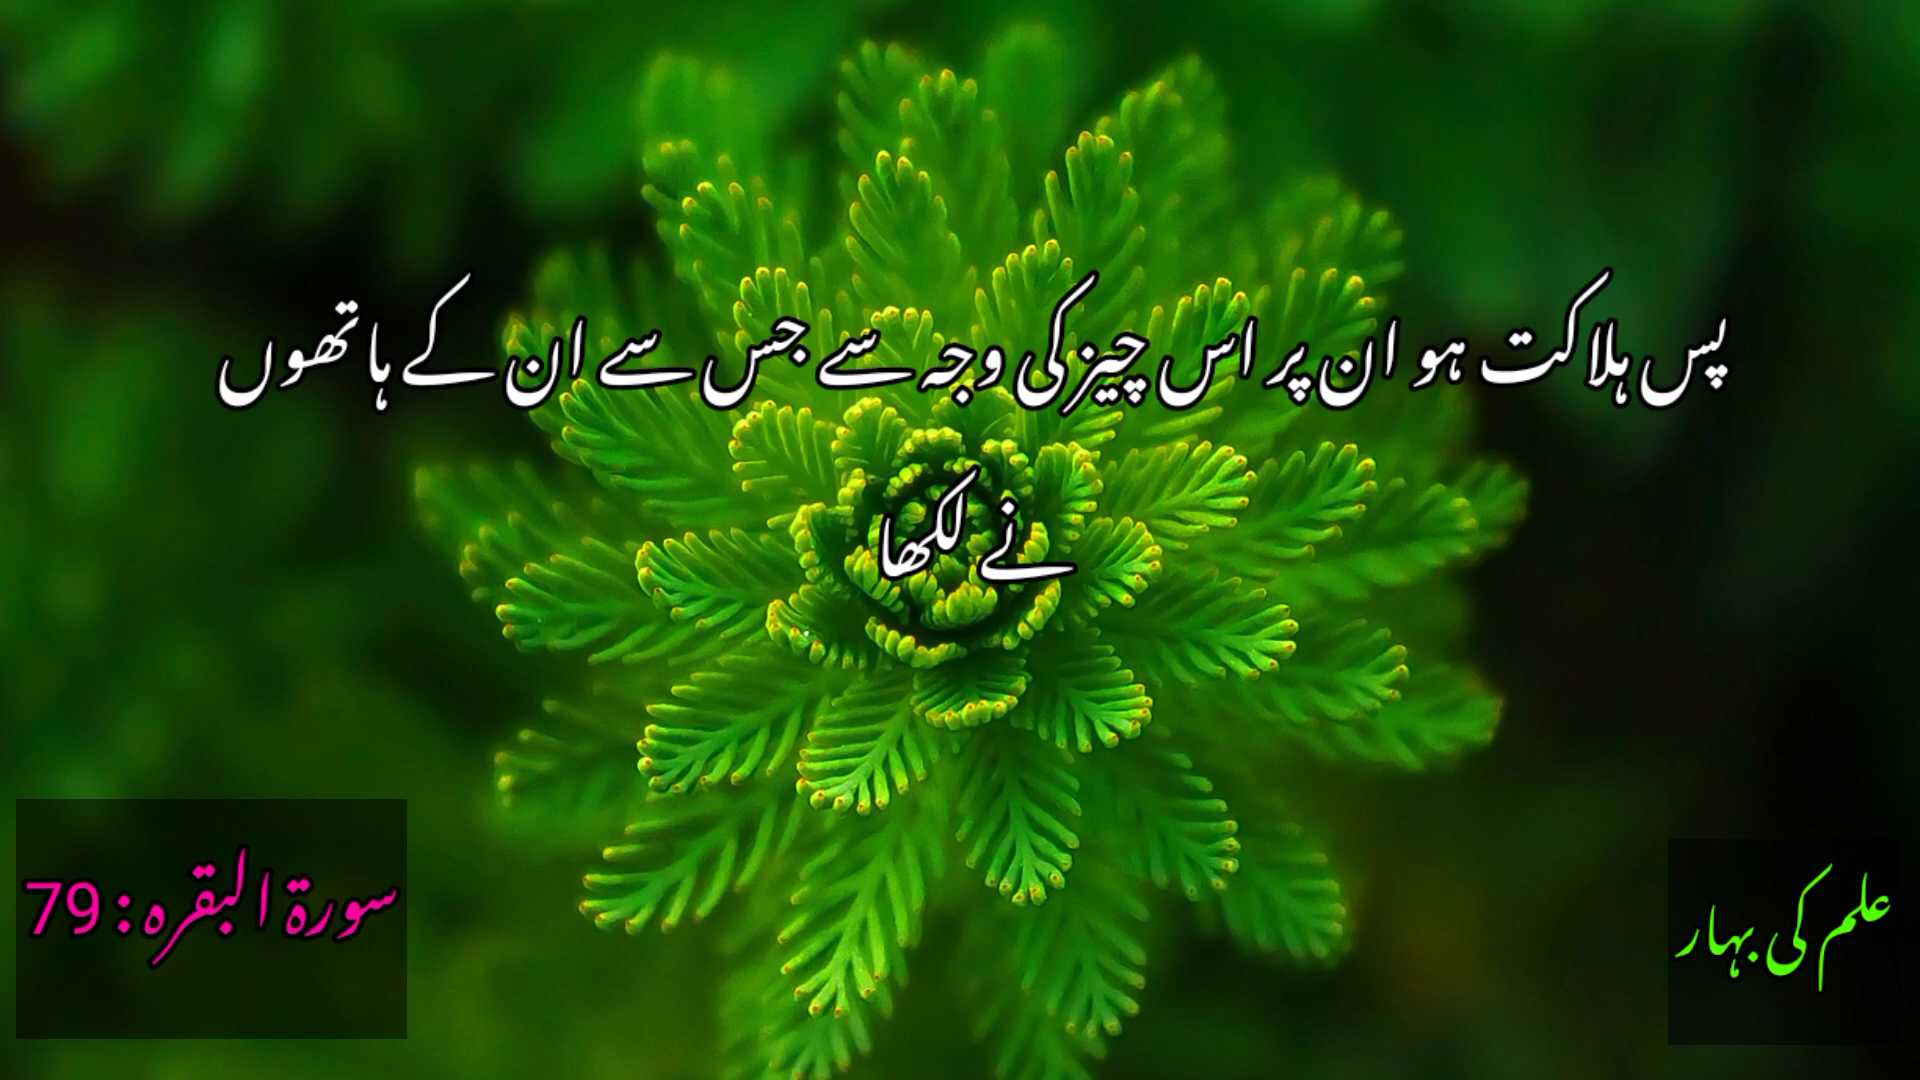 پس ہلاکت ہو ان پر اس چیز کی وجہ سے جس سے ان کے ہاتھوں
نے لکھا
سورۃ البقرہ: 79
علم کی بہار